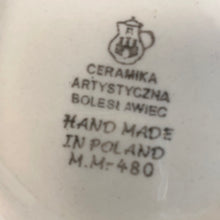 CERAMIKA
ARTYSTYCZNA
BOLESŁAWIEC
HAND MADE
IN POLAND
M.M.-480